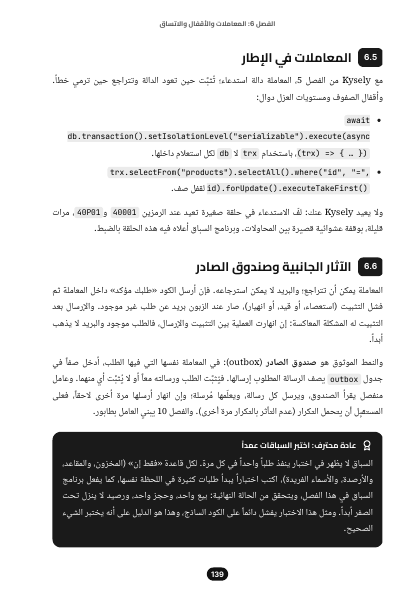 الفصل 6: المعاملات والأقفال والاتساق
6.5 المعاملات في الإطار
مع Kysely من الفصل 5، المعاملة دالة استدعاء؛ تُثبَّت حين تعود الدالة وتتراجع حين ترمي خطأً.
وأقفال الصفوف ومستويات العزل دوال:
• await
db.transaction().setIsolationLevel("serializable").execute(async
(trx) => { … })، باستخدام trx لا db لكل استعلام داخلها.
• trx.selectFrom("products").selectAll().where("id", "=",
id).forUpdate().executeTakeFirst() لقفل صف.
ولا يعيد Kysely عنك: لفّ الاستدعاء في حلقة صغيرة تعيد عند الرمزين 40001 و40P01، مرات
قليلة، بوقفة عشوائية قصيرة بين المحاولات. وبرنامج السباق أعلاه فيه هذه الحلقة بالضبط.
6.6 الآثار الجانبية وصندوق الصادر
المعاملة يمكن أن تتراجع؛ والبريد لا يمكن استرجاعه. فإن أرسل الكود «طلبك مؤكد» داخل المعاملة ثم
فشل التثبيت (استعصاء، أو قيد، أو انهيار)، صار عند الزبون بريد عن طلب غير موجود. والإرسال بعد
التثبيت له المشكلة المعاكسة: إن انهارت العملية بين التثبيت والإرسال، فالطلب موجود والبريد لا يذهب
أبداً.
والنمط الموثوق هو صندوق الصادر (outbox): في المعاملة نفسها التي فيها الطلب، أدخل صفاً في
جدول outbox يصف الرسالة المطلوب إرسالها. فيُثبَّت الطلب ورسالته معاً أو لا يُثبَّت أي منهما. وعامل
منفصل يقرأ الصندوق، ويرسل كل رسالة، ويعلّمها مُرسلة؛ وإن انهار أرسلها مرة أخرى لاحقاً، فعلى
المستقبِل أن يتحمل التكرار (عدم التأثر بالتكرار مرة أخرى). والفصل 10 يبني العامل بطابور.
عادة محترف: اختبر السباقات عمداً
السباق لا يظهر في اختبار ينفذ طلباً واحداً في كل مرة. لكل قاعدة «فقط إن» (المخزون، والمقاعد،
والأرصدة، والأسماء الفريدة)، اكتب اختباراً يبدأ طلبات كثيرة في اللحظة نفسها، كما يفعل برنامج
السباق في هذا الفصل، ويتحقق من الحالة النهائية: بيع واحد، وحجز واحد، ورصيد لا ينزل تحت
الصفر أبداً. ومثل هذا الاختبار يفشل دائماً على الكود الساذج، وهذا هو الدليل على أنه يختبر الشيء
الصحيح.
139